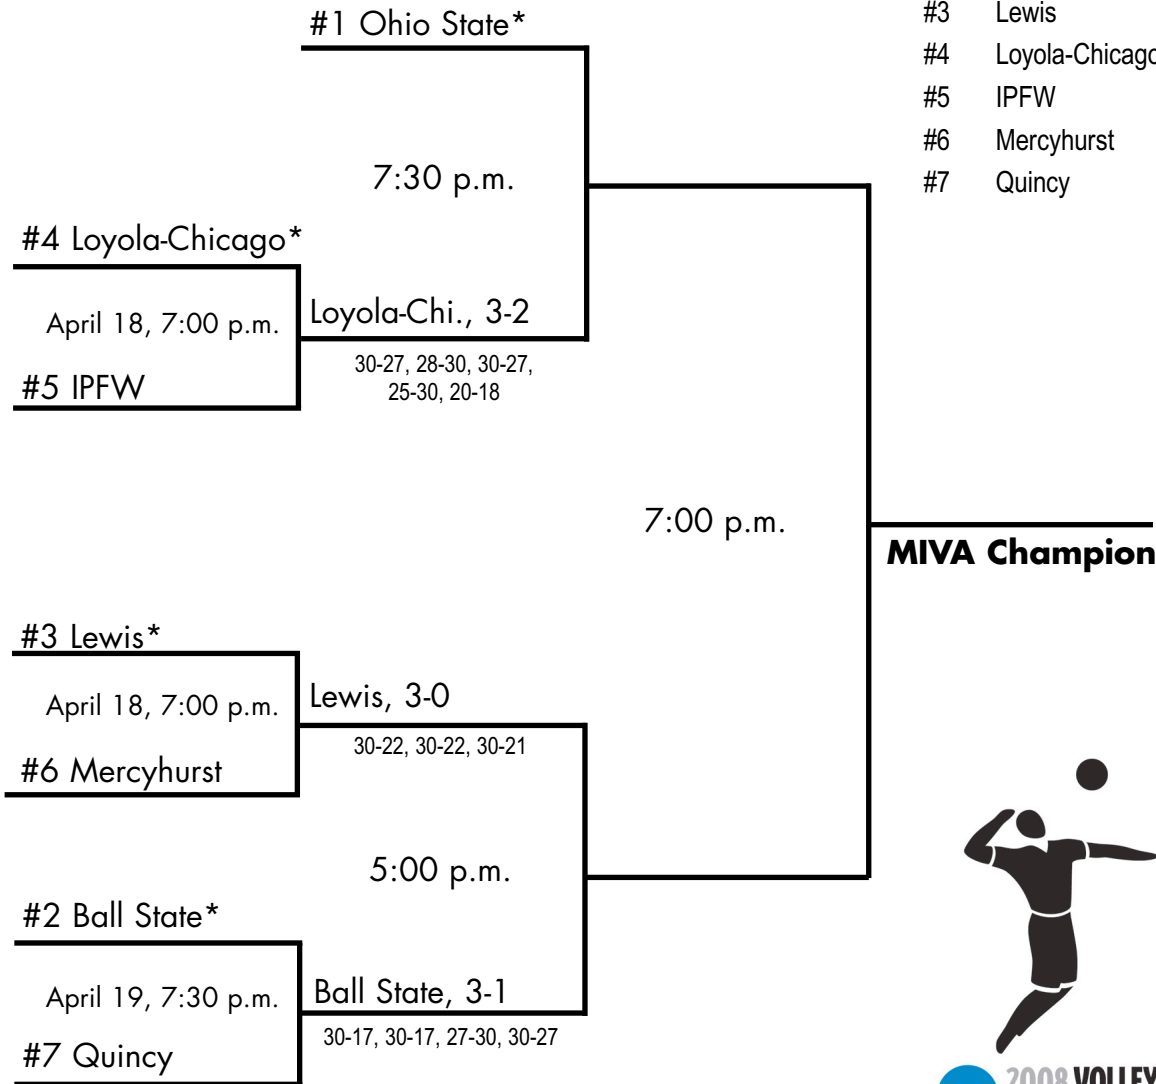 #1 Ohio State*
7:30 p.m.
#4 Loyola-Chicago*
April 18, 7:00 p.m.
#5 IPFW
Loyola-Chi., 3-2
30-27, 28-30, 30-27,
25-30, 20-18
7:00 p.m.
MIVA Champion
#3 Lewis*
April 18, 7:00 p.m.
#6 Mercyhurst
Lewis, 3-0
30-22, 30-22, 30-21
5:00 p.m.
#2 Ball State*
April 19, 7:30 p.m.
#7 Quincy
Ball State, 3-1
30-17, 30-17, 27-30, 30-27
#3 Lewis
#4 Loyola-Chicago
#5 IPFW
#6 Mercyhurst
#7 Quincy
2008 VOLLEY